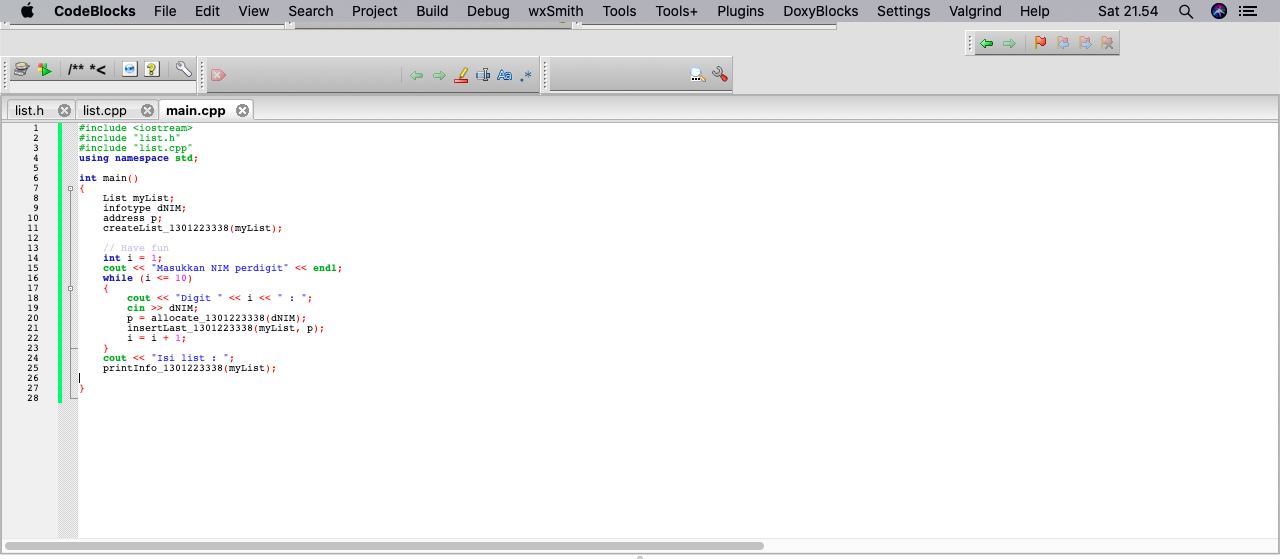 CodeBlocks File Edit View Search Project Build Debug wxSmith Tools Tools+ Plugins DoxyBlocks Settings Valgrind Help Sat 21.54
/** *< Aa .*
list.h list.cpp main.cpp
1 #include <iostream>
2 #include "list.h"
3 #include "list.cpp"
4 using namespace std;
5
6 int main()
7 {
8 List myList;
9 infotype dNIM;
10 address p;
11 createList_1301223338(myList);
12
13 // Have fun
14 int i = 1;
15 cout << "Masukkan NIM perdigit" << endl;
16 while (i <= 10)
17 {
18 cout << "Digit " << i << " : ";
19 cin >> dNIM;
20 p = allocate_1301223338(dNIM);
21 insertLast_1301223338(myList, p);
22 i = i + 1;
23 }
24 cout << "Isi list : ";
25 printInfo_1301223338(myList);
26
27 }
28